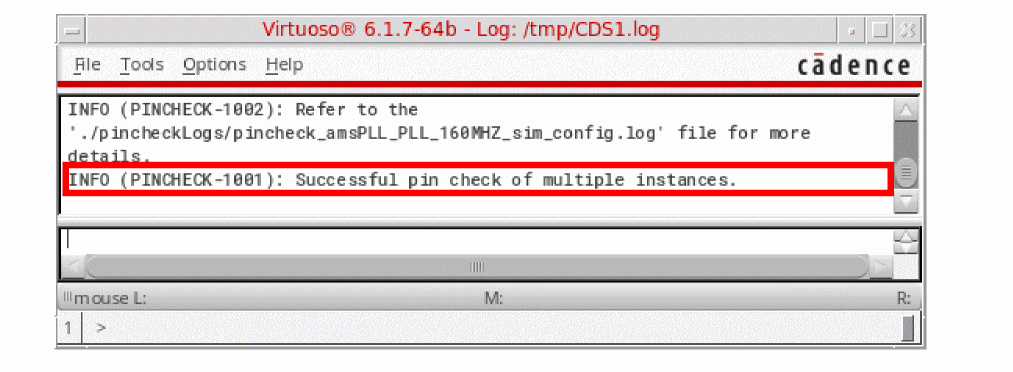 Virtuoso® 6.1.7-64b - Log: /tmp/CDS1.log
File Tools Options Help cādence
INFO (PINCHECK-1002): Refer to the
'./pincheckLogs/pincheck_amsPLL_PLL_160MHZ_sim_config.log' file for more
details.
INFO (PINCHECK-1001): Successful pin check of multiple instances.
mouse L: M: R:
1 >